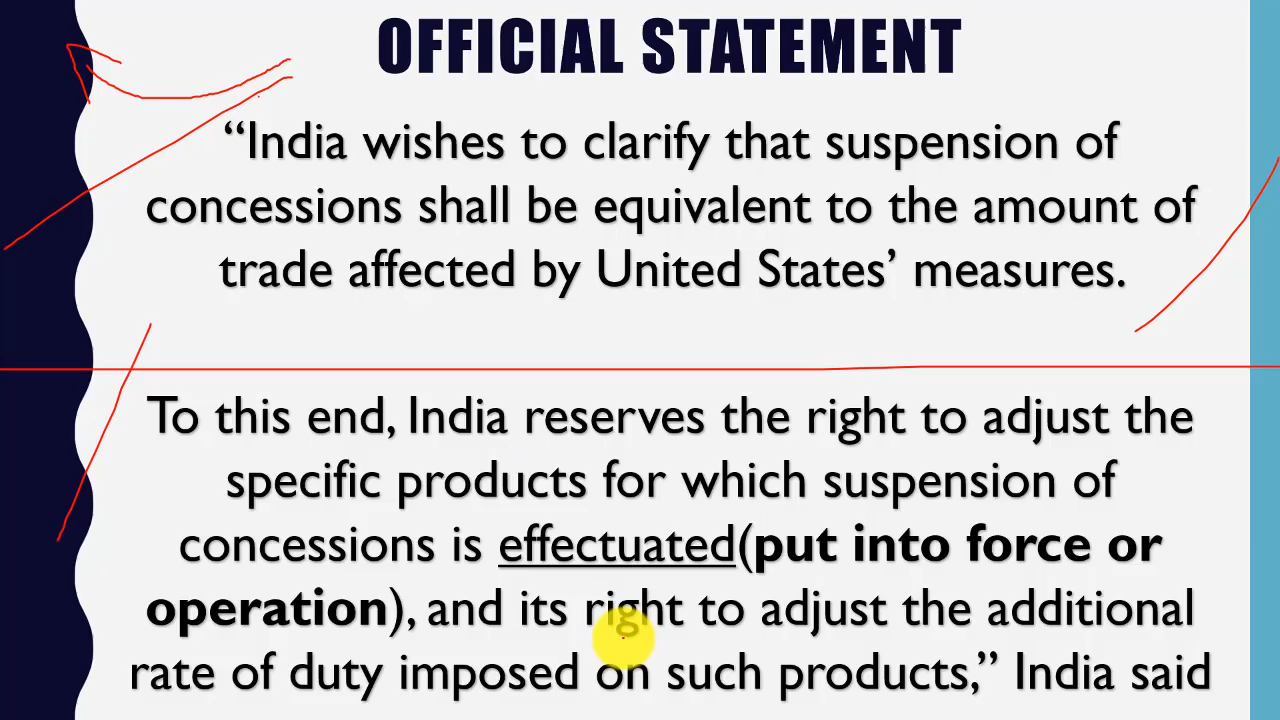 OFFICIAL STATEMENT
“India wishes to clarify that suspension of
concessions shall be equivalent to the amount of
trade affected by United States’ measures.
To this end, India reserves the right to adjust the
specific products for which suspension of
concessions is effectuated(put into force or
operation), and its right to adjust the additional
rate of duty imposed on such products,” India said